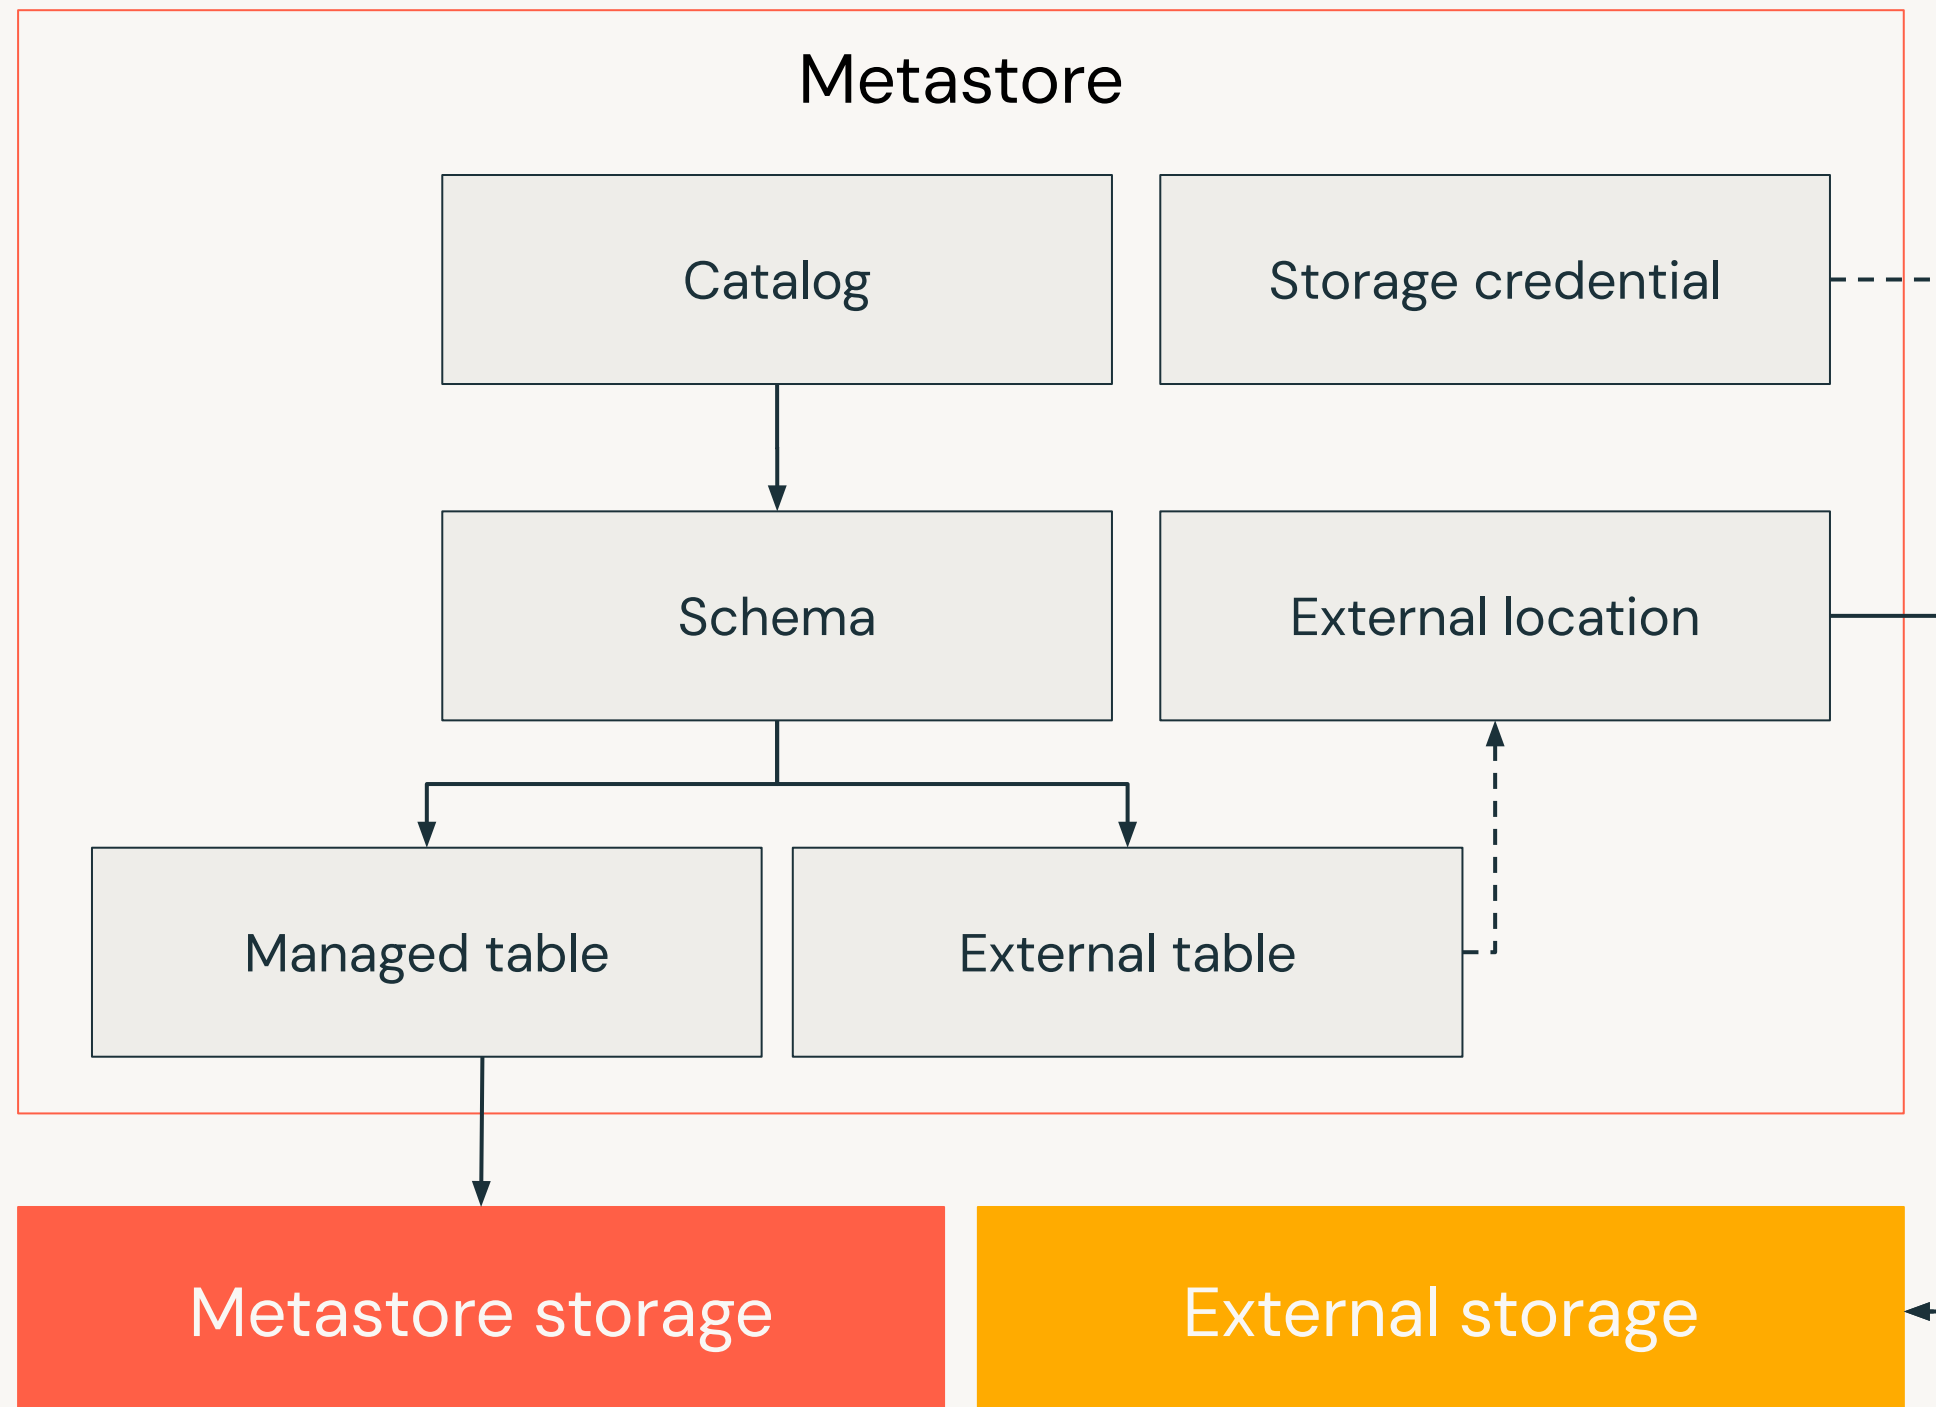 Metastore
Catalog
Storage credential
Schema
External location
Managed table
External table
Metastore storage
External storage